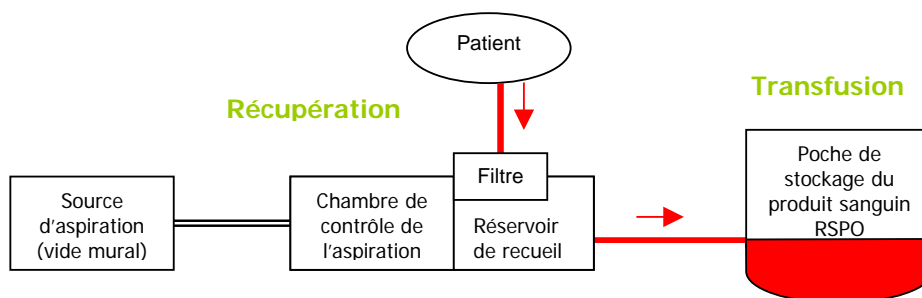 Patient
Récupération
Transfusion
Filtre
Source
d'aspiration
(vide mural)
Chambre de
contrôle de
l'aspiration
Réservoir
de recueil
Poche de
stockage du
produit sanguin
RSPO